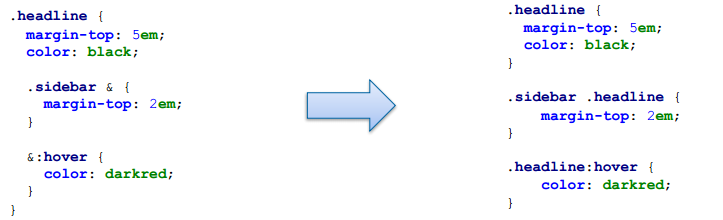 .headline {
  margin-top: 5em;
  color: black;

  .sidebar & {
    margin-top: 2em;
  }

  &:hover {
    color: darkred;
  }
}

.headline {
  margin-top: 5em;
  color: black;
}

.sidebar .headline {
    margin-top: 2em;
}

.headline:hover {
    color: darkred;
}